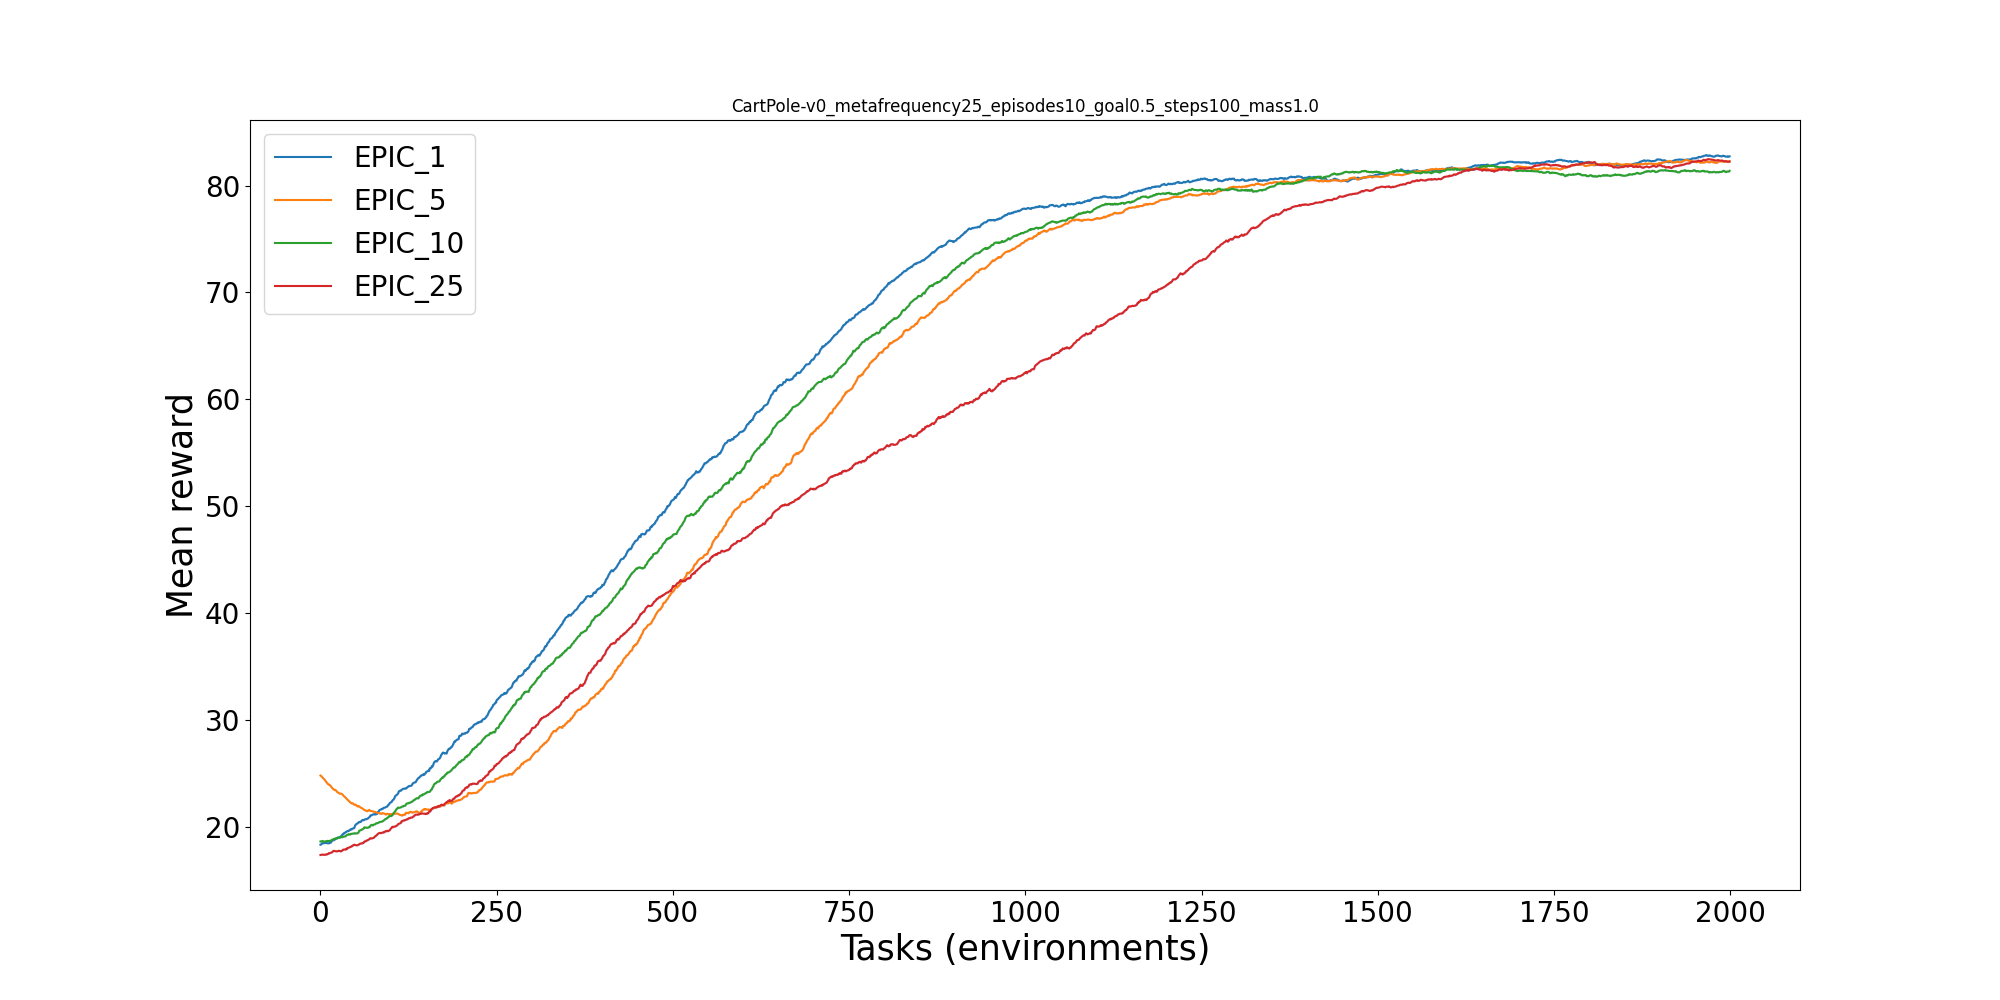 CartPole-v0_metafrequency25_episodes10_goal0.5_steps100_mass1.0
EPIC_1
EPIC_5
EPIC_10
EPIC_25
Mean reward
80
70
60
50
40
30
20
0 250 500 750 1000 1250 1500 1750 2000
Tasks (environments)